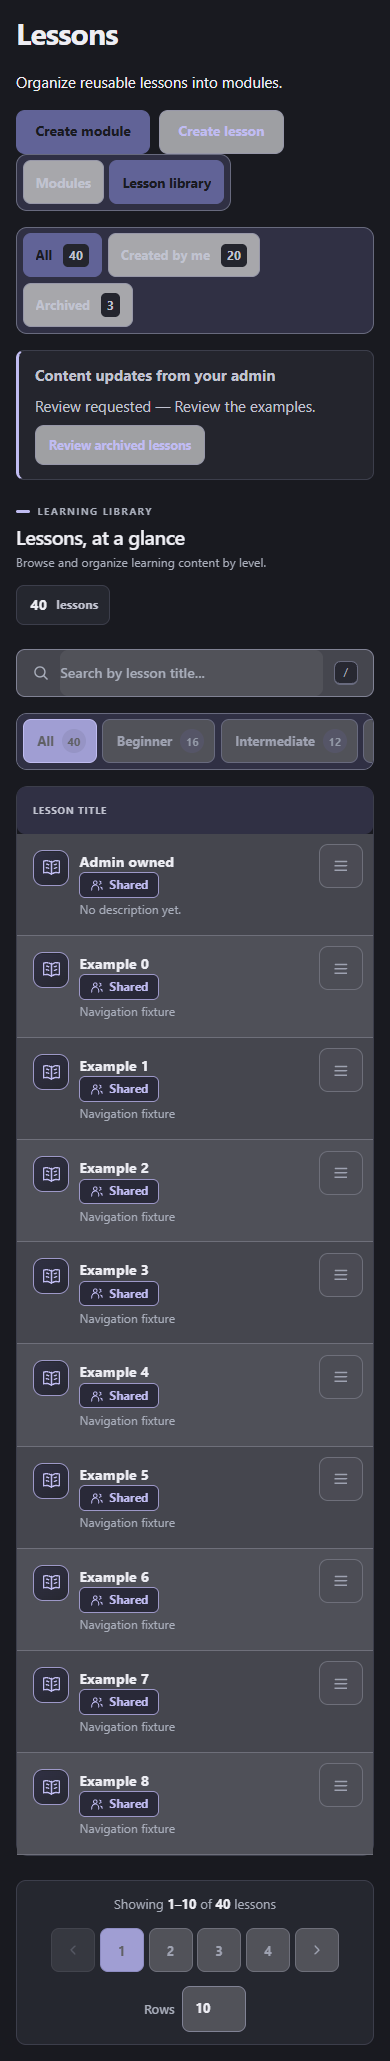 Lessons
Organize reusable lessons into modules.
Create module Create lesson
Modules Lesson library
All 40 Created by me 20
Archived 3
Content updates from your admin
Review requested — Review the examples.
Review archived lessons
LEARNING LIBRARY
Lessons, at a glance
Browse and organize learning content by level.
40 lessons
Search by lesson title... /
All 40 Beginner 16 Intermediate 12
LESSON TITLE
Admin owned
Shared
No description yet.
Example 0
Shared
Navigation fixture
Example 1
Shared
Navigation fixture
Example 2
Shared
Navigation fixture
Example 3
Shared
Navigation fixture
Example 4
Shared
Navigation fixture
Example 5
Shared
Navigation fixture
Example 6
Shared
Navigation fixture
Example 7
Shared
Navigation fixture
Example 8
Shared
Navigation fixture
Showing 1–10 of 40 lessons
‹ 1 2 3 4 ›
Rows 10